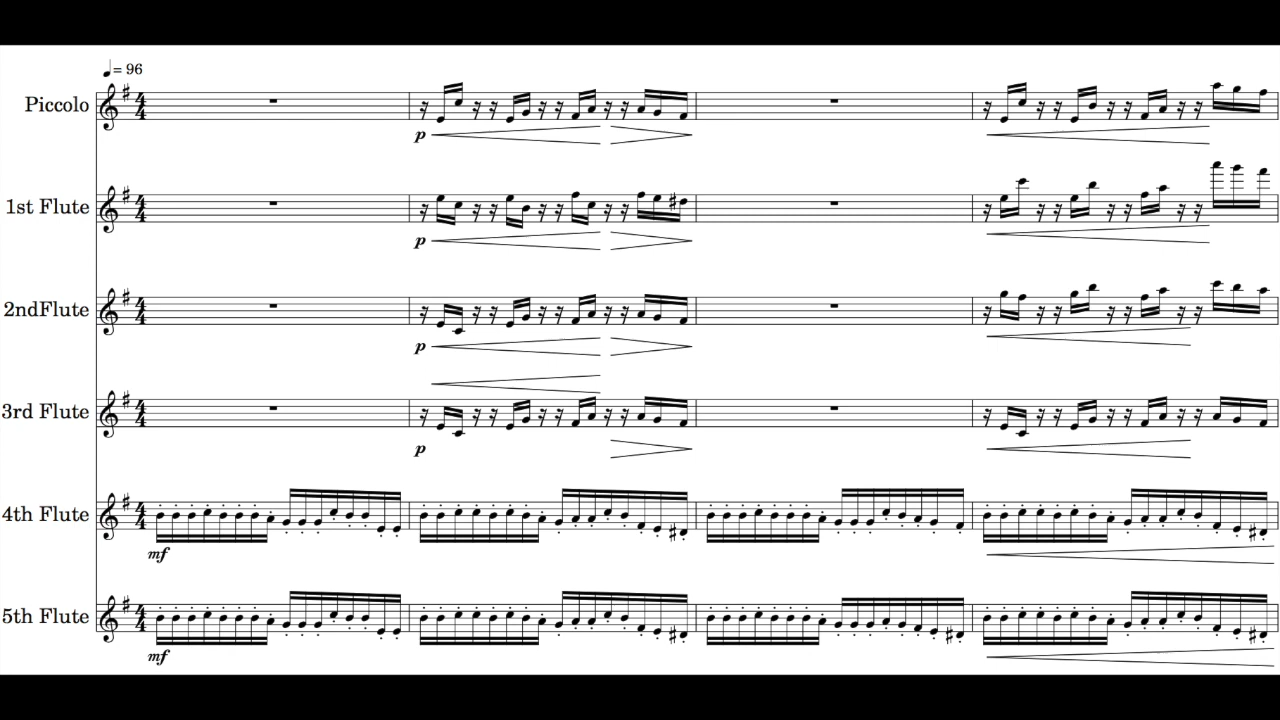 ♩= 96
Piccolo
p
1st Flute
p
2ndFlute
p
3rd Flute
p
4th Flute
mf
5th Flute
mf